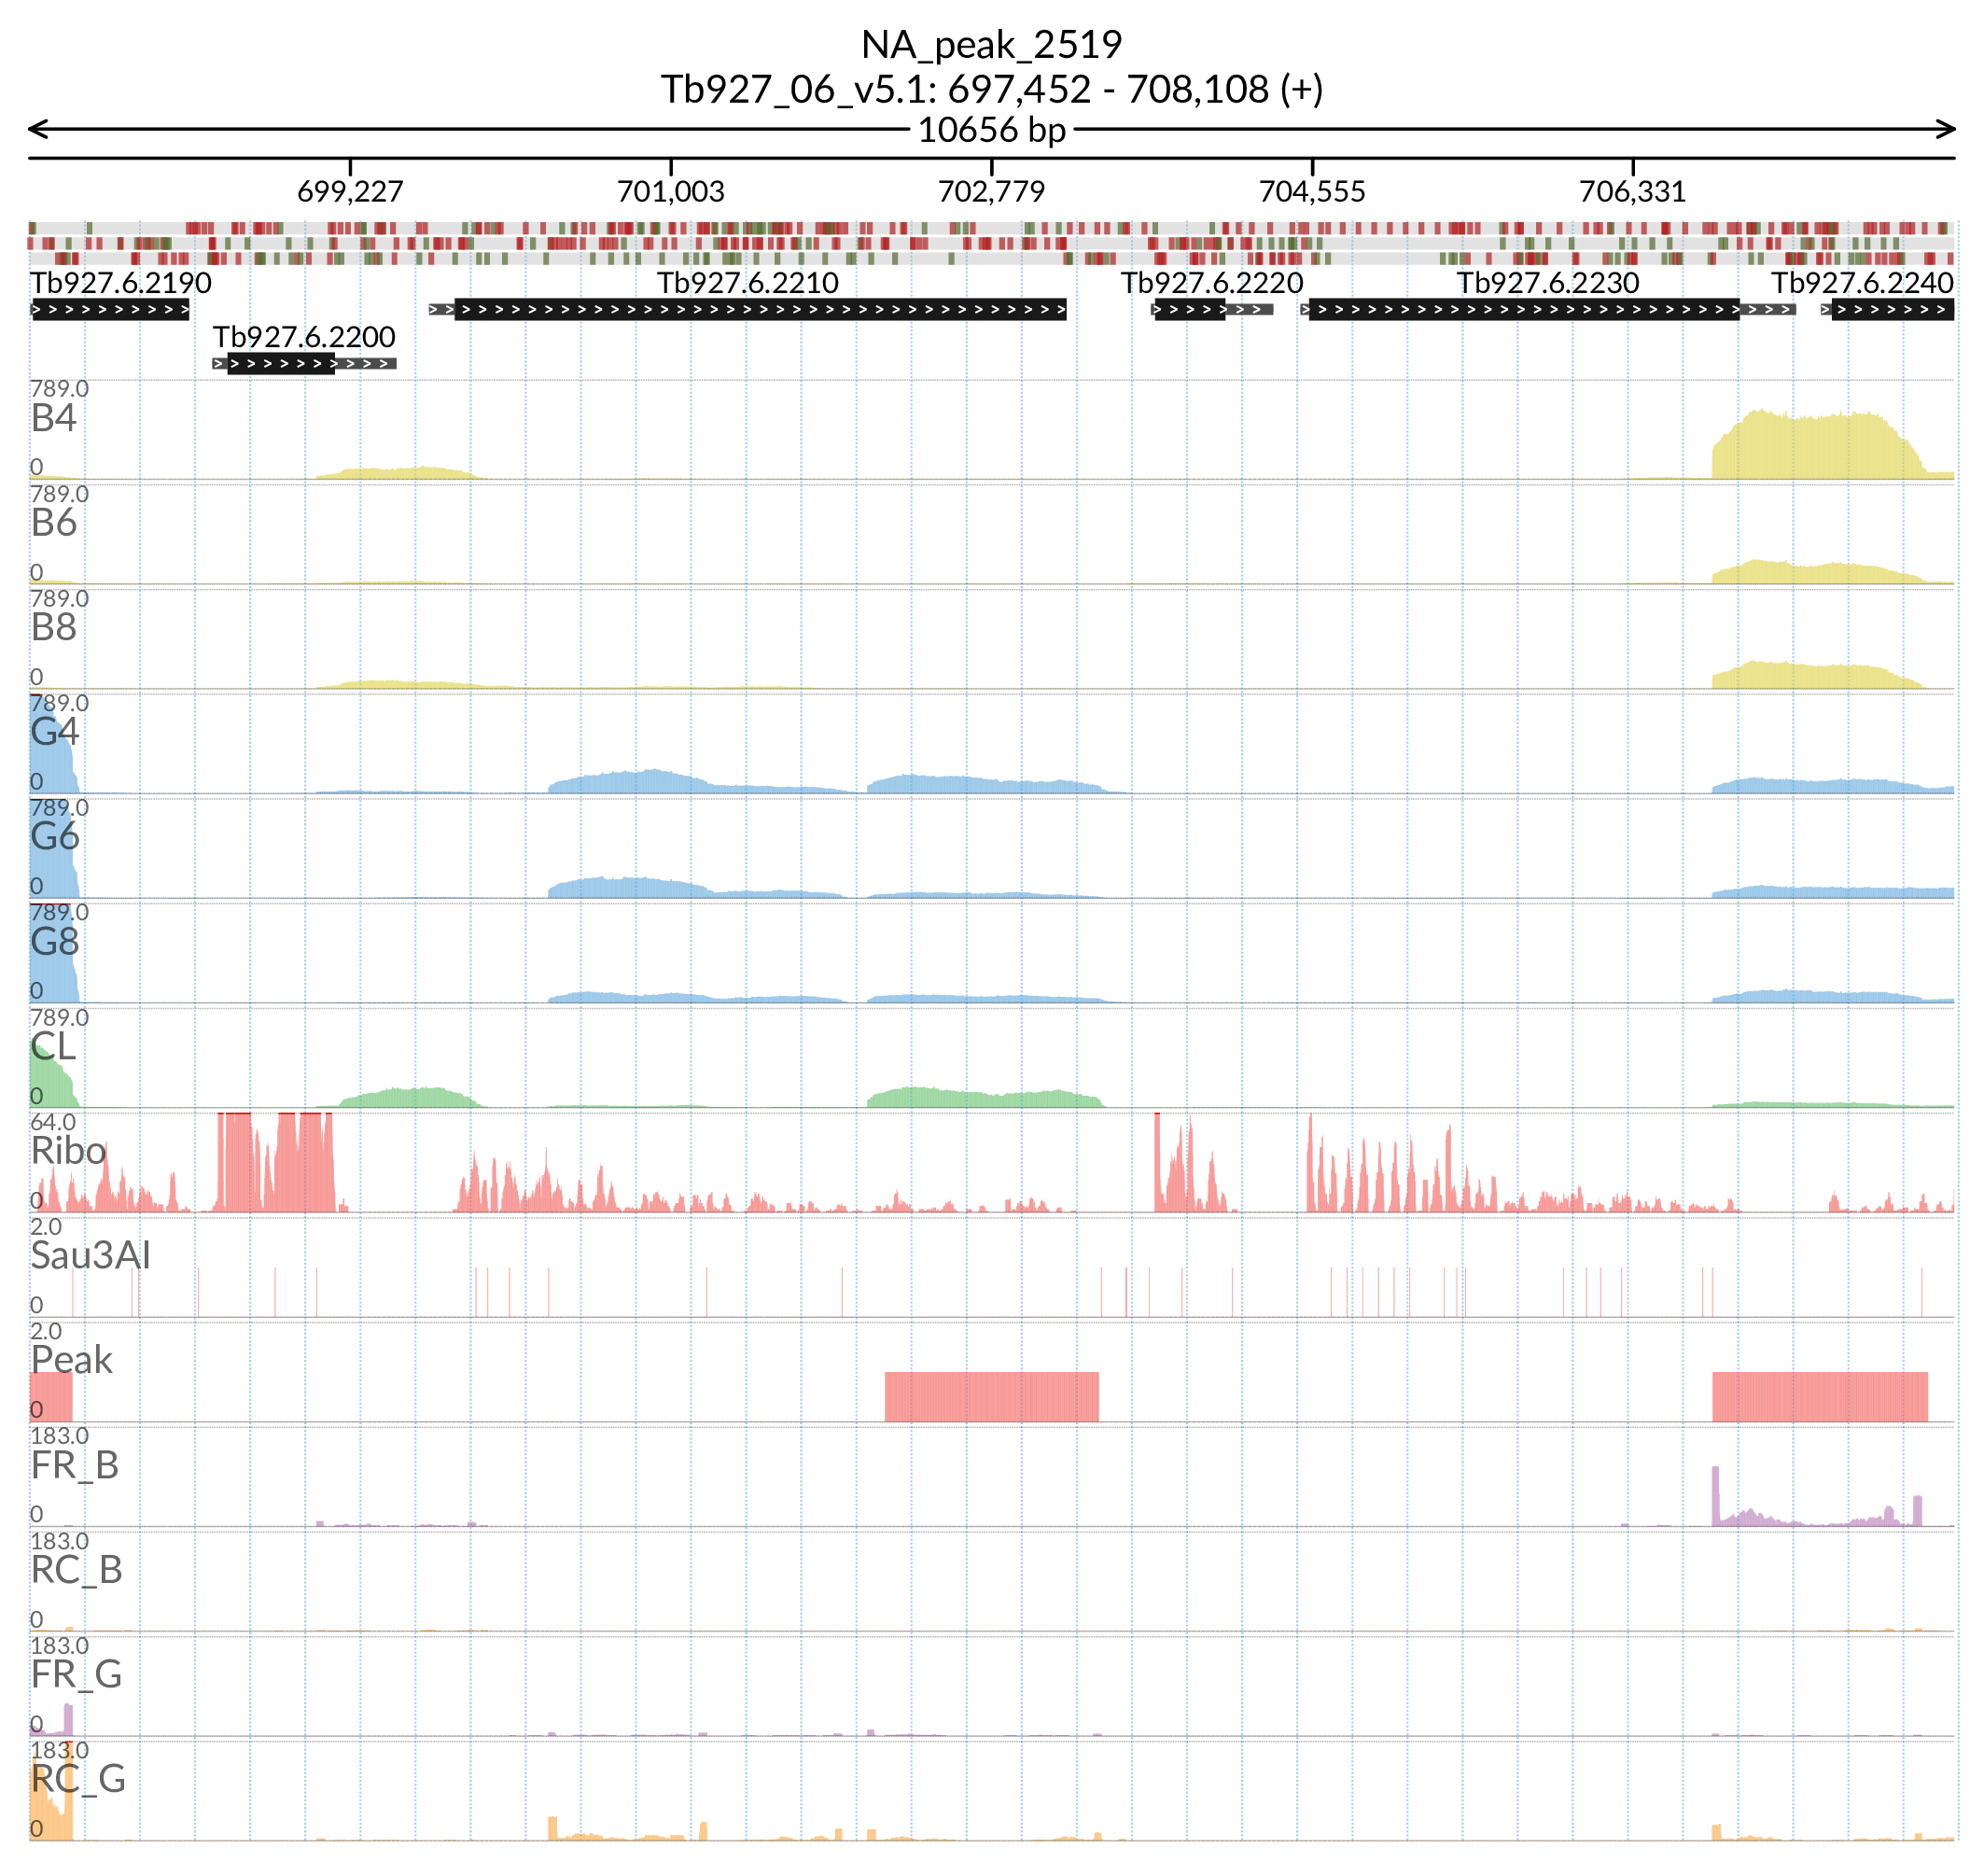 NA_peak_2519
Tb927_06_v5.1: 697,452 - 708,108 (+)
10656 bp
699,227 701,003 702,779 704,555 706,331
Tb927.6.2190 Tb927.6.2210 Tb927.6.2220 Tb927.6.2230 Tb927.6.2240
Tb927.6.2200
789.0
B4
0
789.0
B6
0
789.0
B8
0
789.0
G4
0
789.0
G6
0
789.0
G8
0
789.0
CL
0
64.0
Ribo
0
2.0
Sau3AI
0
2.0
Peak
0
183.0
FR_B
0
183.0
RC_B
0
183.0
FR_G
0
183.0
RC_G
0